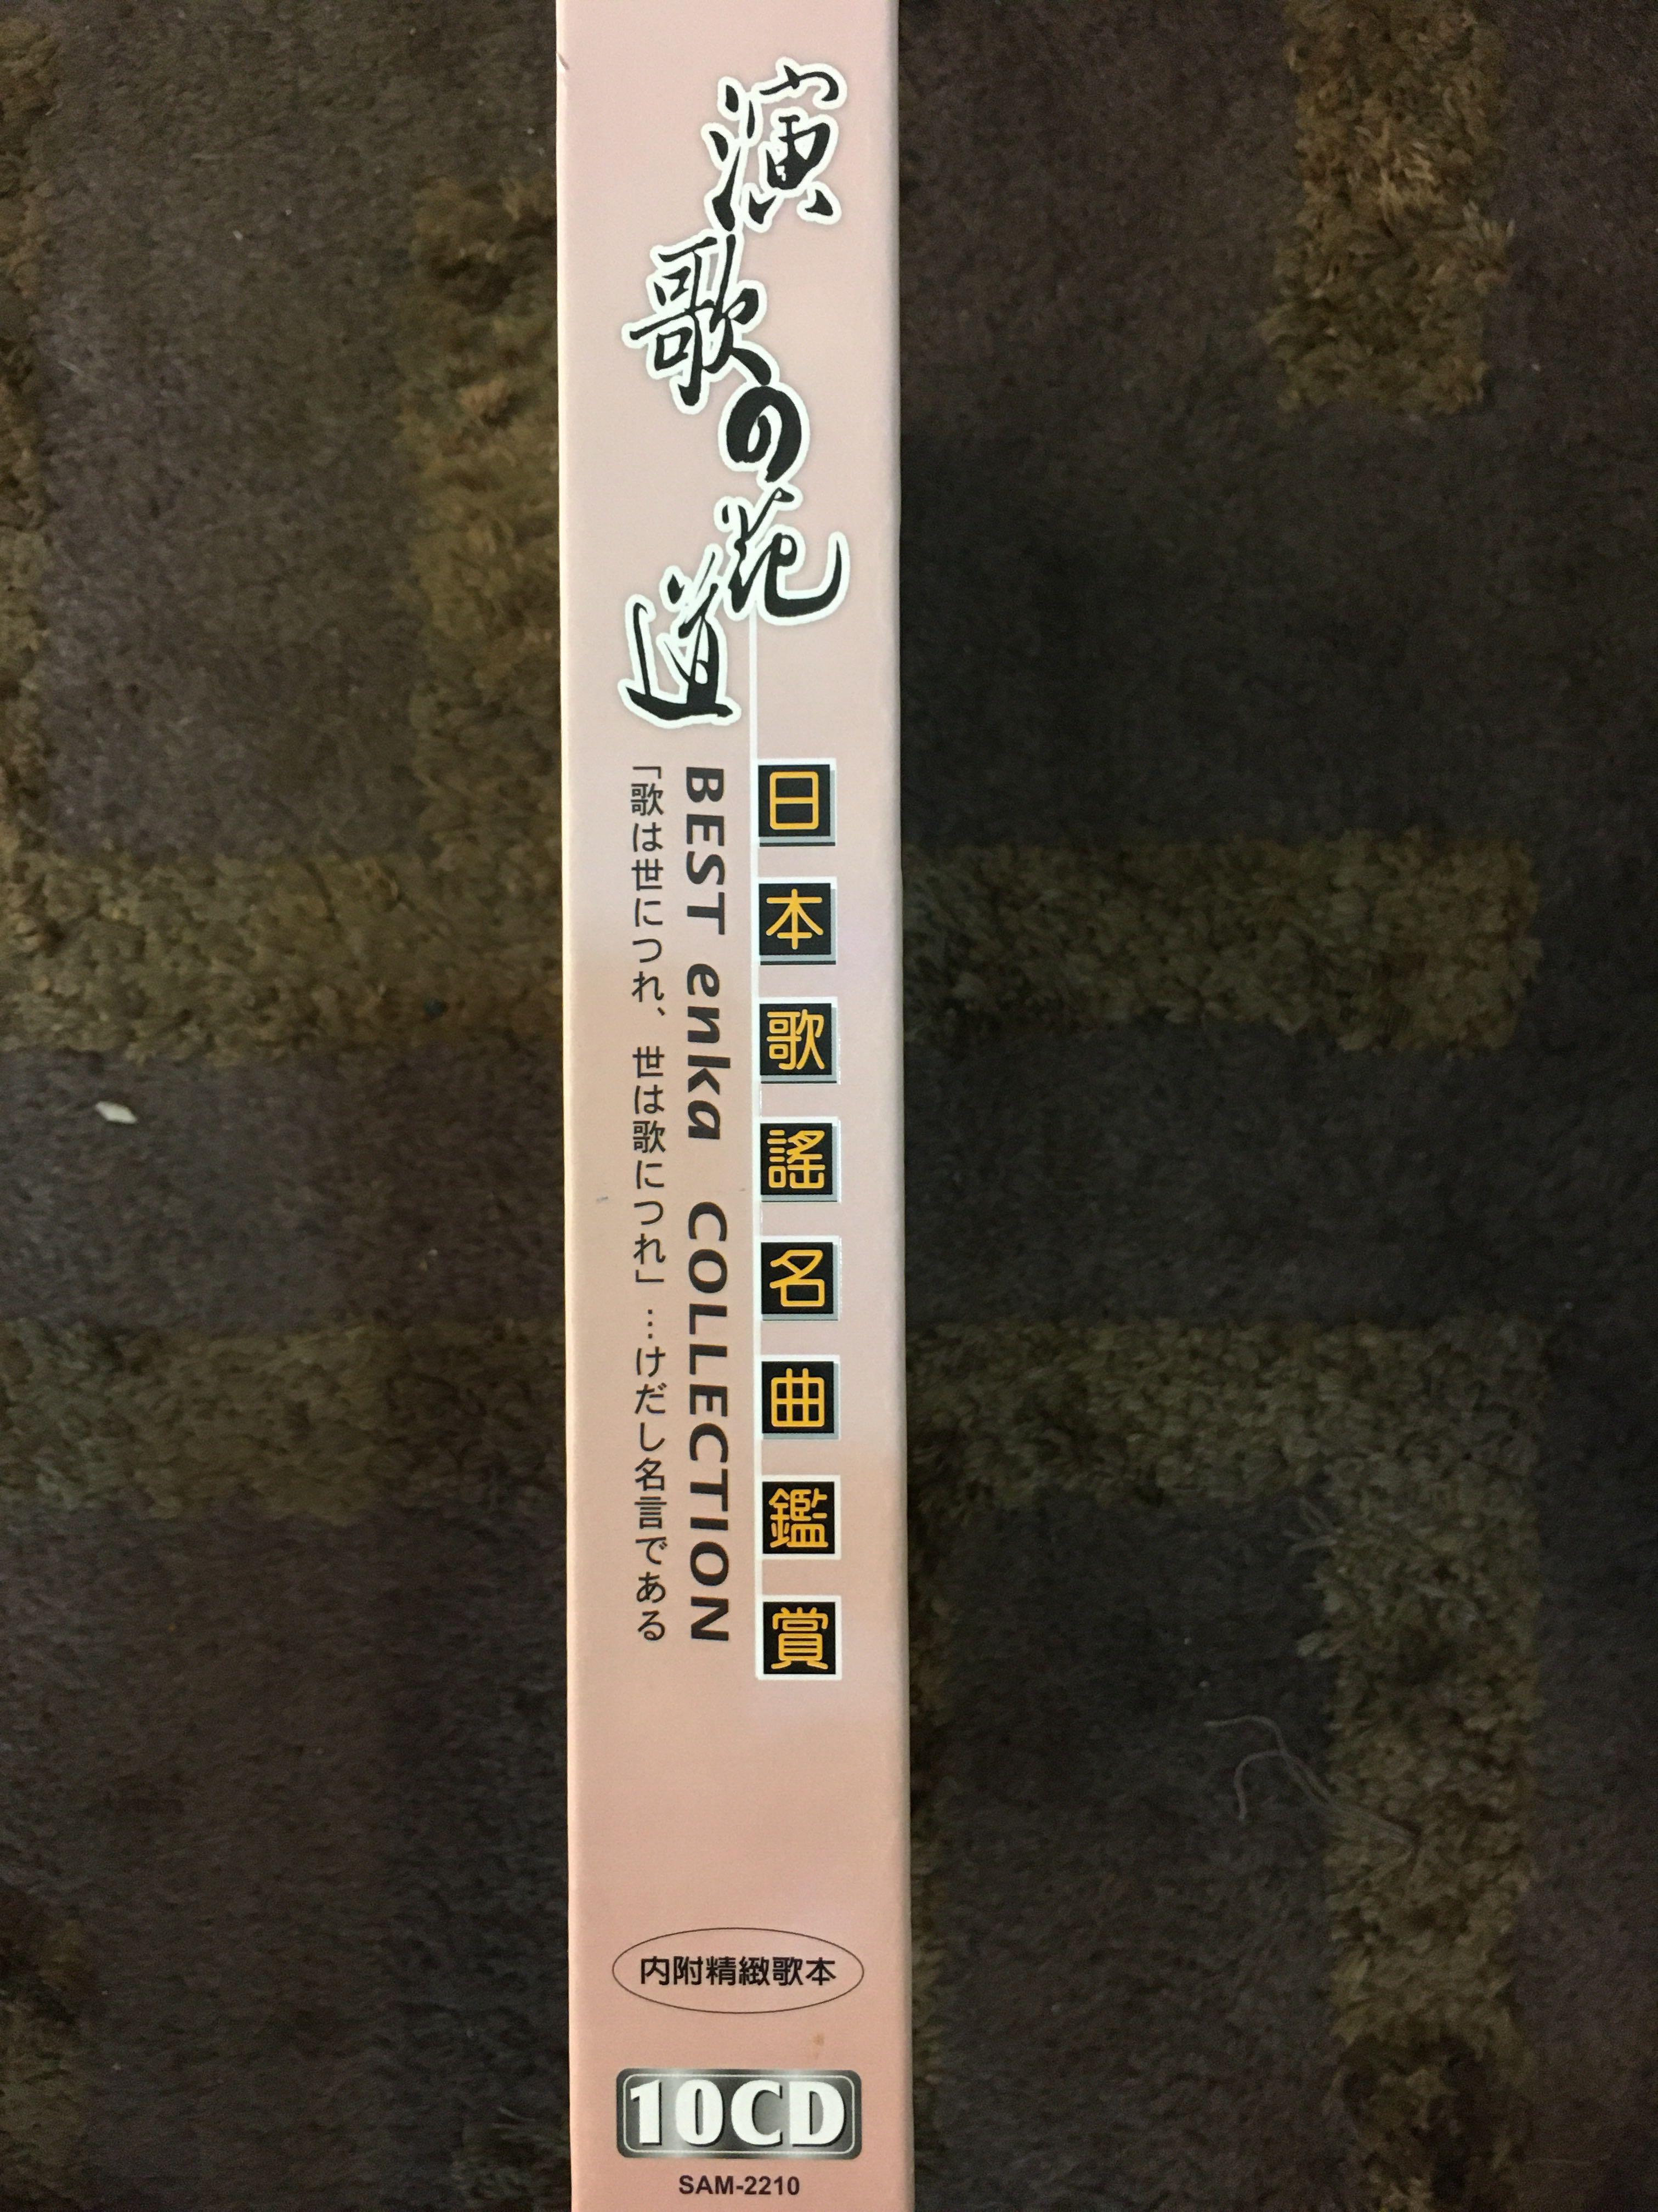 演歌の花道
日本歌謠名曲鑑賞
BEST enka COLLECTION
「歌は世につれ、世は歌につれ」…けだし名言である
内附精緻歌本
10CD
SAM-2210